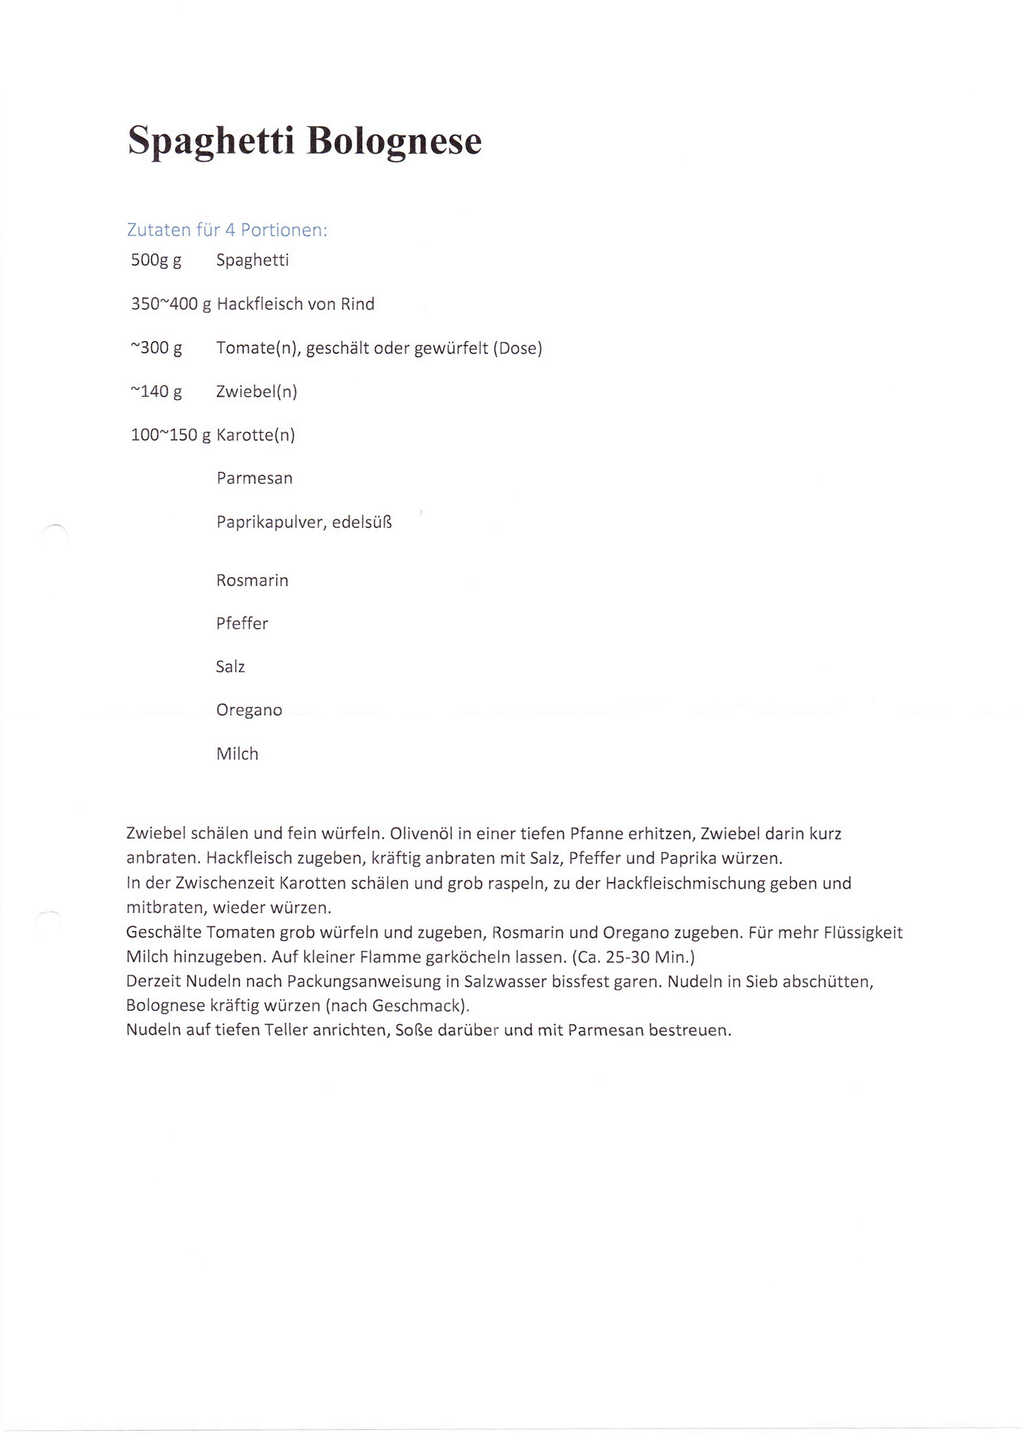 Spaghetti Bolognese
Zutaten für 4 Portionen:
500g g Spaghetti
350~400 g Hackfleisch von Rind
~300 g Tomate(n), geschält oder gewürfelt (Dose)
~140 g Zwiebel(n)
100~150 g Karotte(n)
Parmesan
Paprikapulver, edelsüß
Rosmarin
Pfeffer
Salz
Oregano
Milch
Zwiebel schälen und fein würfeln. Olivenöl in einer tiefen Pfanne erhitzen, Zwiebel darin kurz
anbraten. Hackfleisch zugeben, kräftig anbraten mit Salz, Pfeffer und Paprika würzen.
In der Zwischenzeit Karotten schälen und grob raspeln, zu der Hackfleischmischung geben und
mitbraten, wieder würzen.
Geschälte Tomaten grob würfeln und zugeben, Rosmarin und Oregano zugeben. Für mehr Flüssigkeit
Milch hinzugeben. Auf kleiner Flamme garköcheln lassen. (Ca. 25-30 Min.)
Derzeit Nudeln nach Packungsanweisung in Salzwasser bissfest garen. Nudeln in Sieb abschütten,
Bolognese kräftig würzen (nach Geschmack).
Nudeln auf tiefen Teller anrichten, Soße darüber und mit Parmesan bestreuen.